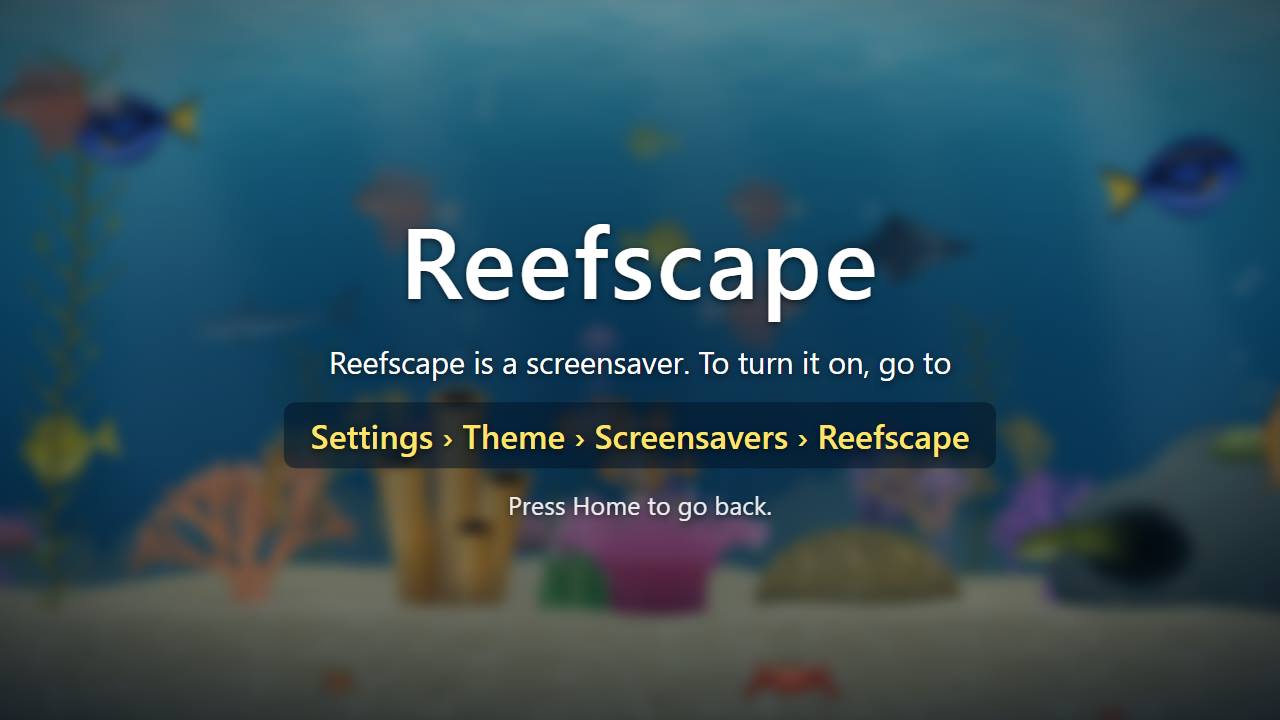 Reefscape
Reefscape is a screensaver. To turn it on, go to
Settings › Theme › Screensavers › Reefscape
Press Home to go back.